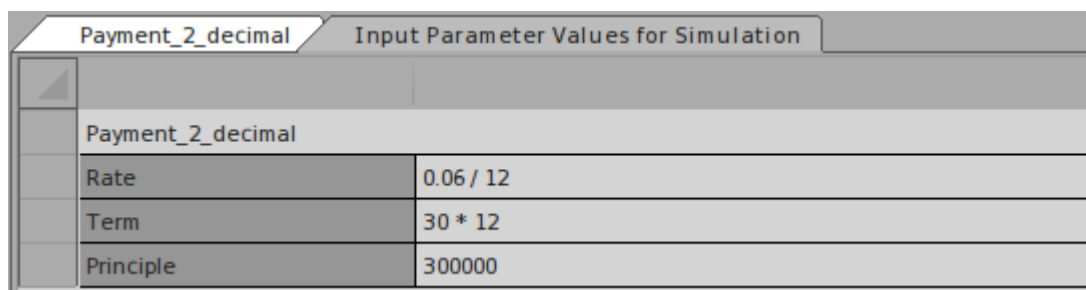 Payment_2_decimal Input Parameter Values for Simulation
Payment_2_decimal
Rate 0.06 / 12
Term 30 * 12
Principle 300000